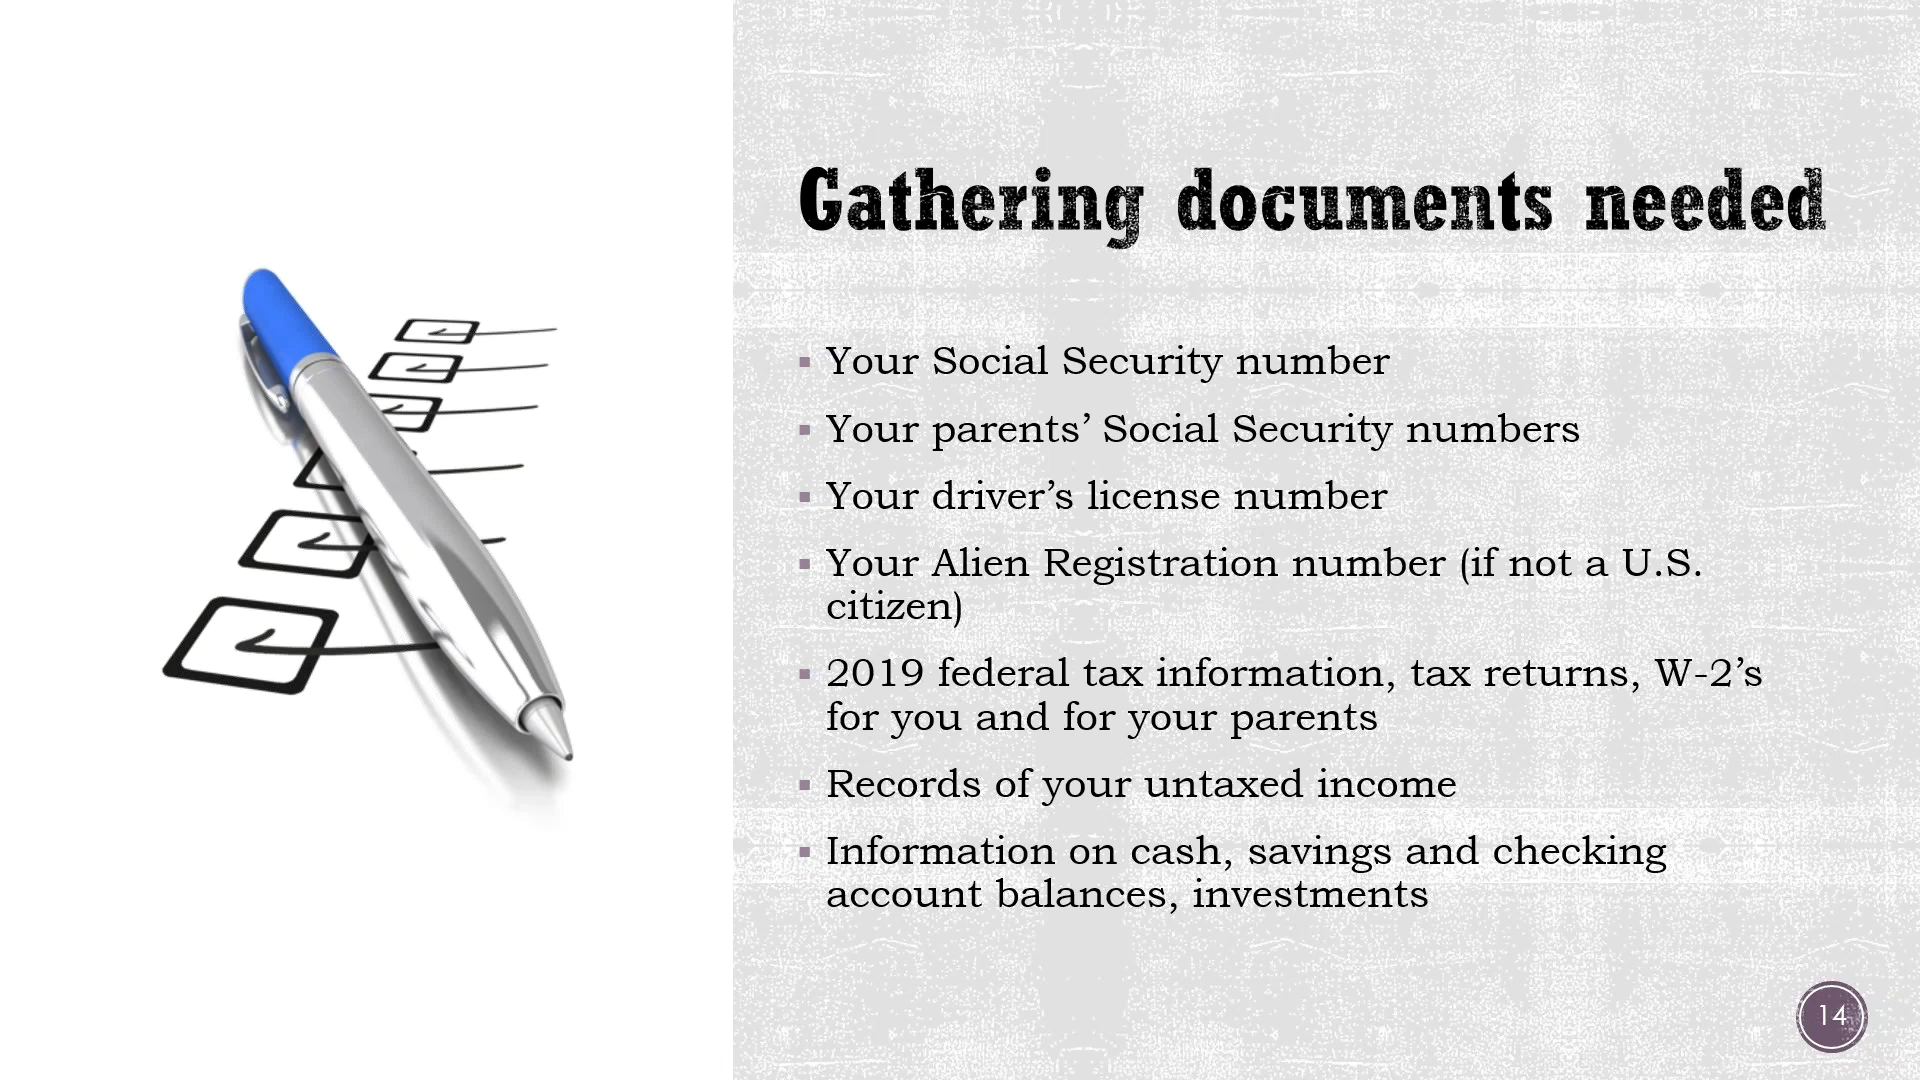 Gathering documents needed
▪ Your Social Security number
▪ Your parents’ Social Security numbers
▪ Your driver’s license number
▪ Your Alien Registration number (if not a U.S.
citizen)
▪ 2019 federal tax information, tax returns, W-2’s
for you and for your parents
▪ Records of your untaxed income
▪ Information on cash, savings and checking
account balances, investments
14